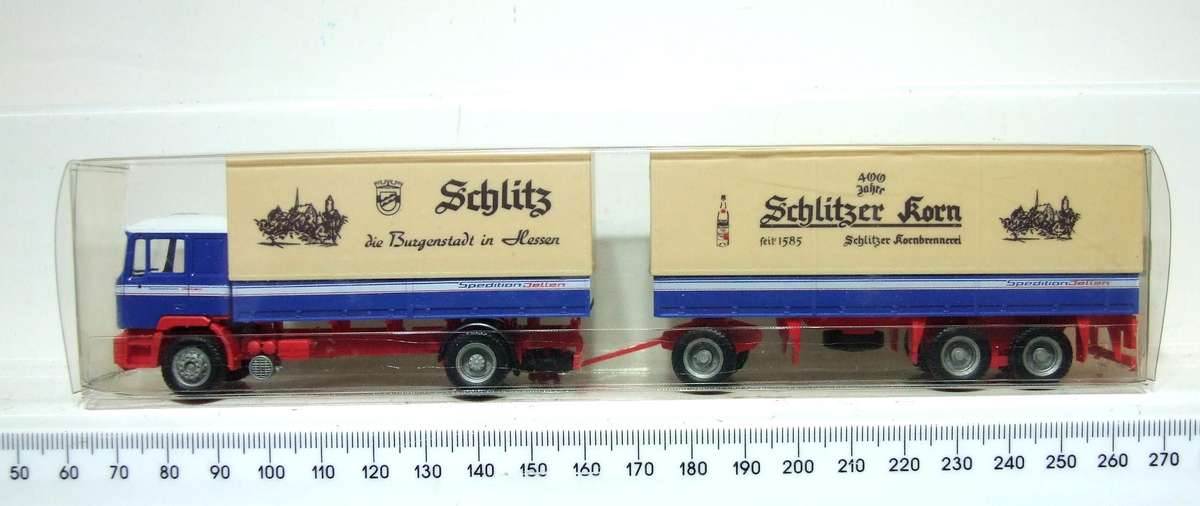 Schlitz
die Burgenstadt in Hessen
Spedition Jellen
400
Jahre
Schlitzer Korn
seit 1585 Schlitzer Kornbrennerei
Spedition Jellen
50 60 70 80 90 100 110 120 130 140 150 160 170 180 190 200 210 220 230 240 250 260 270